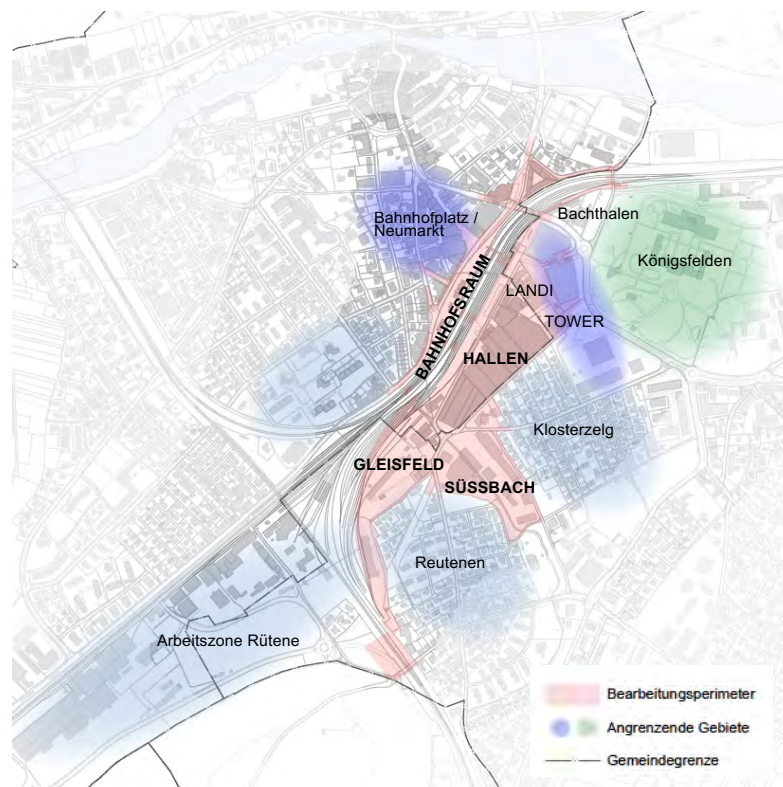 Bahnhofplatz /
Neumarkt
Bachthalen
Königsfelden
BAHNHOFSRAUM
LANDI
TOWER
HALLEN
Klosterzelg
GLEISFELD
SÜSSBACH
Reutenen
Arbeitszone Rütene
Bearbeitungsperimeter
Angrenzende Gebiete
Gemeindegrenze